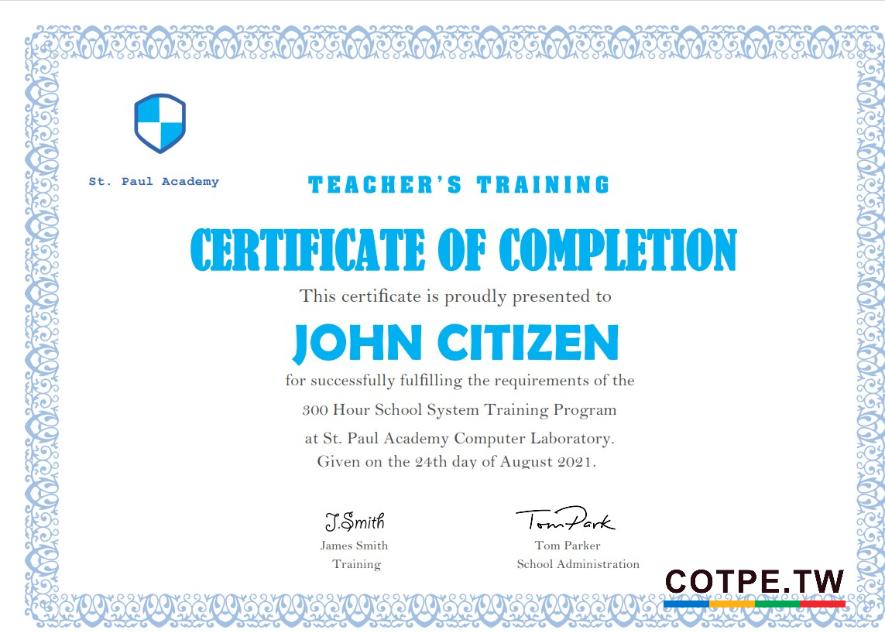 St. Paul Academy
TEACHER'S TRAINING
CERTIFICATE OF COMPLETION
This certificate is proudly presented to
JOHN CITIZEN
for successfully fulfilling the requirements of the
300 Hour School System Training Program
at St. Paul Academy Computer Laboratory.
Given on the 24th day of August 2021.
J.Smith
James Smith
Training
Tom Park
Tom Parker
School Administration
COTPE.TW